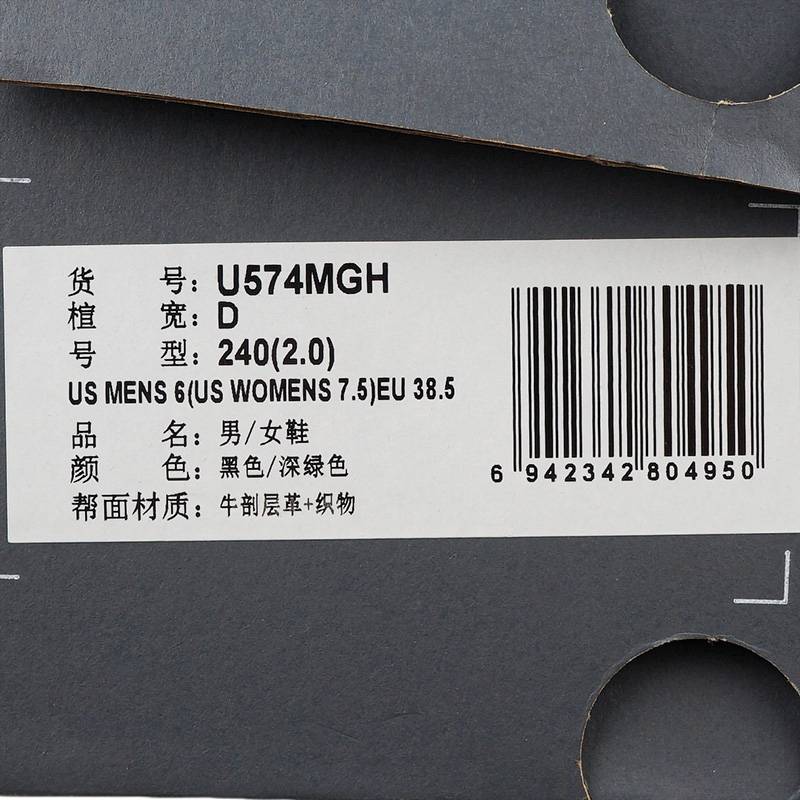 货 号：U574MGH
楦 宽：D
号 型：240(2.0)
US MENS 6(US WOMENS 7.5)EU 38.5
品 名：男/女鞋
颜 色：黑色/深绿色
帮面材质：牛剖层革+织物
6 942342 804950